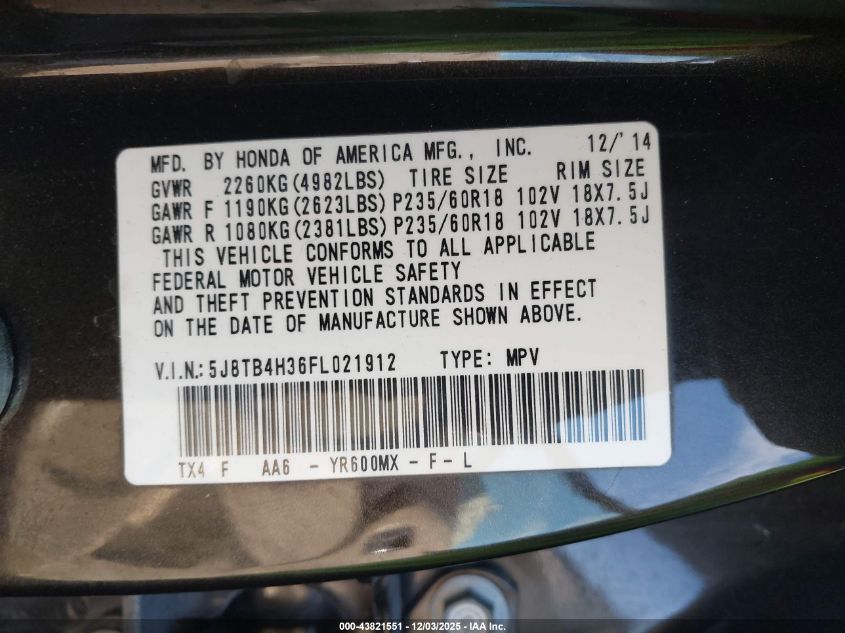 MFD. BY HONDA OF AMERICA MFG., INC. 12/'14
GVWR 2260KG(4982LBS) TIRE SIZE RIM SIZE
GAWR F 1190KG(2623LBS) P235/60R18 102V 18X7.5J
GAWR R 1080KG(2381LBS) P235/60R18 102V 18X7.5J
THIS VEHICLE CONFORMS TO ALL APPLICABLE
FEDERAL MOTOR VEHICLE SAFETY
AND THEFT PREVENTION STANDARDS IN EFFECT
ON THE DATE OF MANUFACTURE SHOWN ABOVE.
V.I.N.: 5J8TB4H36FL021912 TYPE: MPV
TX4 F AA6 - YR600MX - F - L
000-43821551 - 12/03/2025 - IAA Inc.